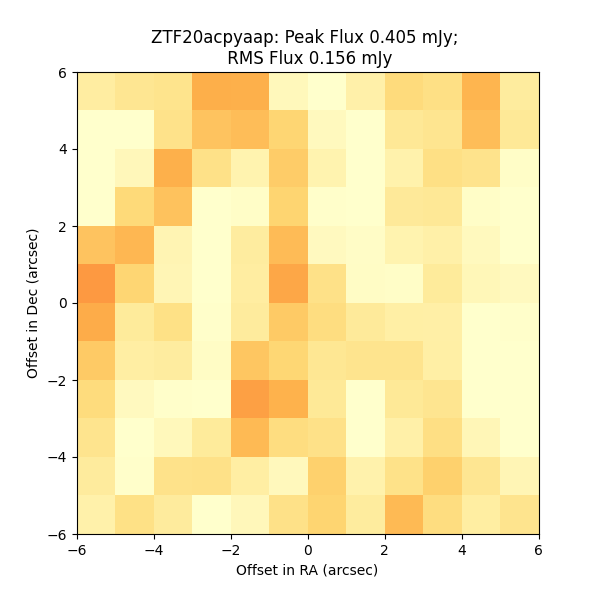 ZTF20acpyaap: Peak Flux 0.405 mJy;
RMS Flux 0.156 mJy
6
4
2
0
−2
−4
−6
Offset in Dec (arcsec)
−6 −4 −2 0 2 4 6
Offset in RA (arcsec)